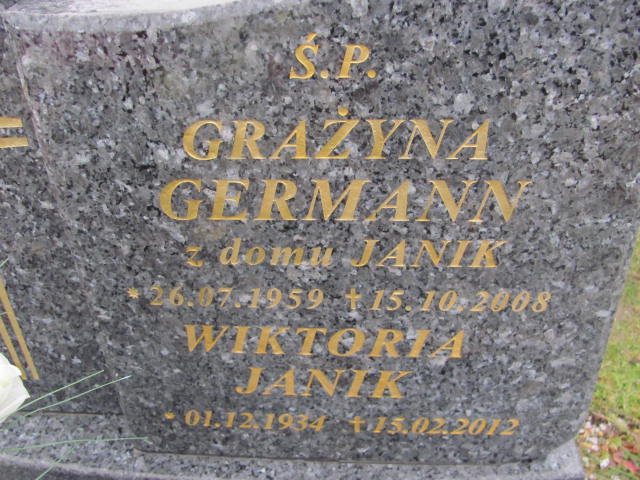 Ś.P.
GRAŻYNA
GERMANN
z domu JANIK
*26.07.1959 ✝15.10.2008
WIKTORIA
JANIK
*01.12.1934 ✝15.02.2012